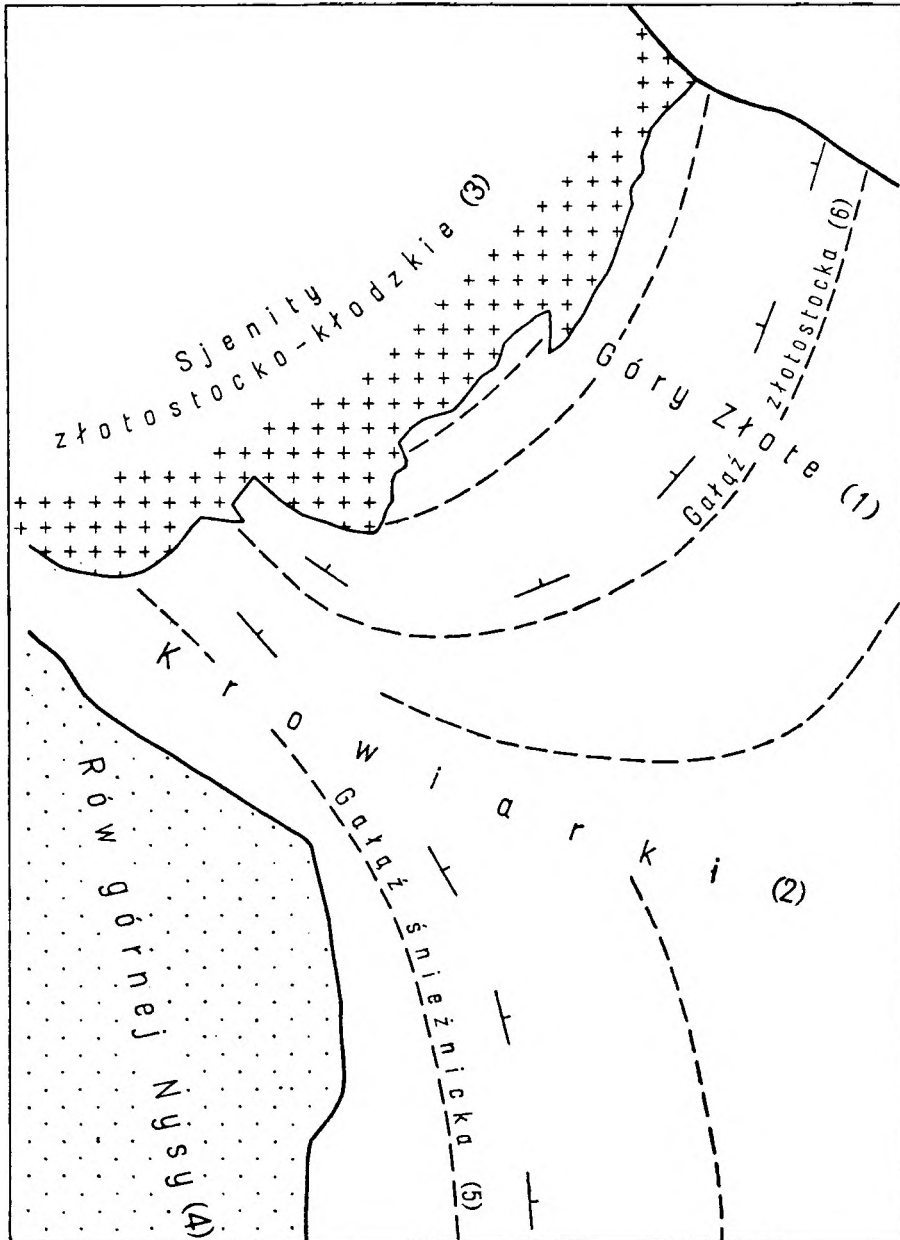 Sjenity
złotostocko-kłodzkie (3)
Góry Złote (1)
Gałąź złotostocka (6)
Krowiarki (2)
Gałąź śnieżnicka (5)
Rów górnej Nysy (4)